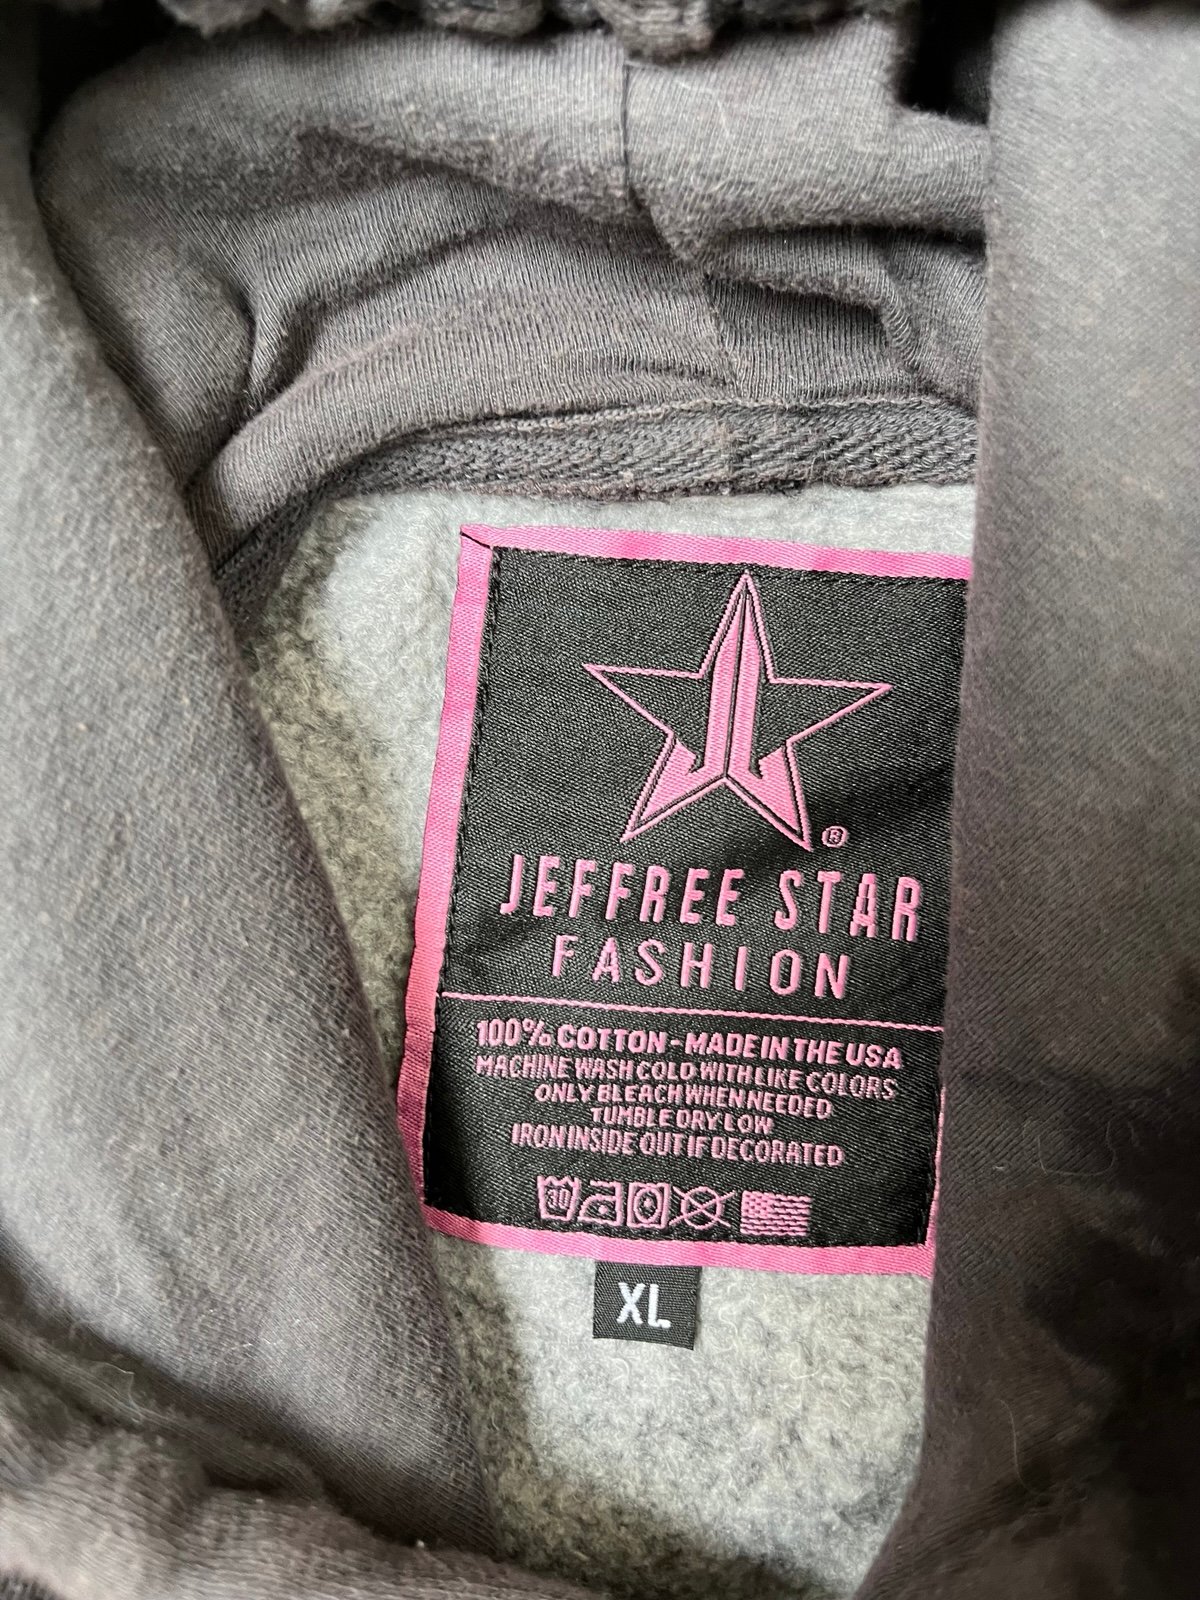 ®
JEFFREE STAR
FASHION
100% COTTON - MADE IN THE USA
MACHINE WASH COLD WITH LIKE COLORS
ONLY BLEACH WHEN NEEDED
TUMBLE DRY LOW
IRON INSIDE OUT IF DECORATED
30
XL